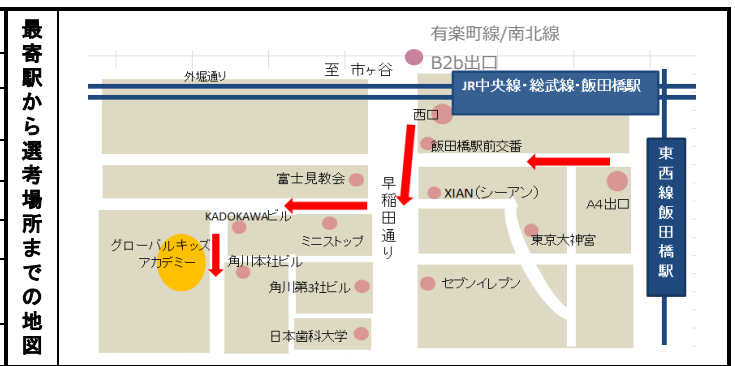 最寄駅から選考場所までの地図
有楽町線/南北線
B2b出口
外堀通り
至 市ヶ谷
JR中央線・総武線・飯田橋駅
西口
飯田橋駅前交番
東西線飯田橋駅
富士見教会
早稲田通り
XIAN(シーアン)
A4出口
KADOKAWAビル
ミニストップ
東京大神宮
グローバルキッズ
アカデミー
角川本社ビル
角川第3社ビル
セブンイレブン
日本歯科大学